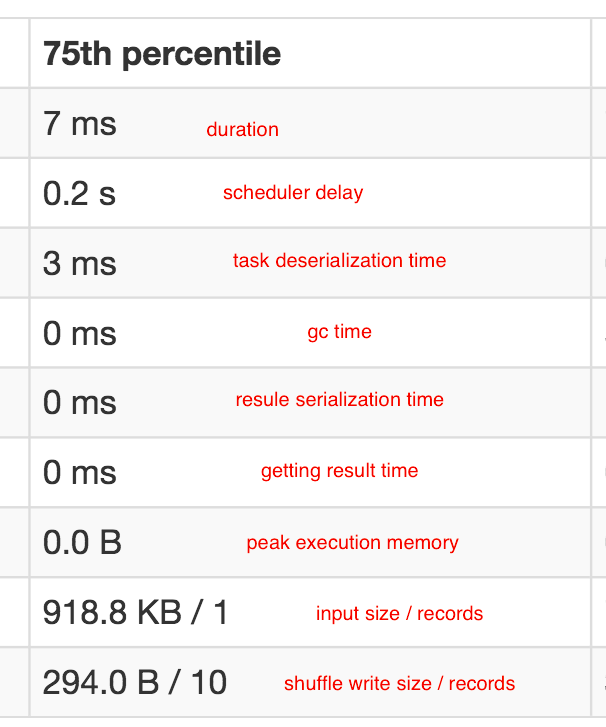 75th percentile
7 ms duration
0.2 s scheduler delay
3 ms task deserialization time
0 ms gc time
0 ms resule serialization time
0 ms getting result time
0.0 B peak execution memory
918.8 KB / 1 input size / records
294.0 B / 10 shuffle write size / records